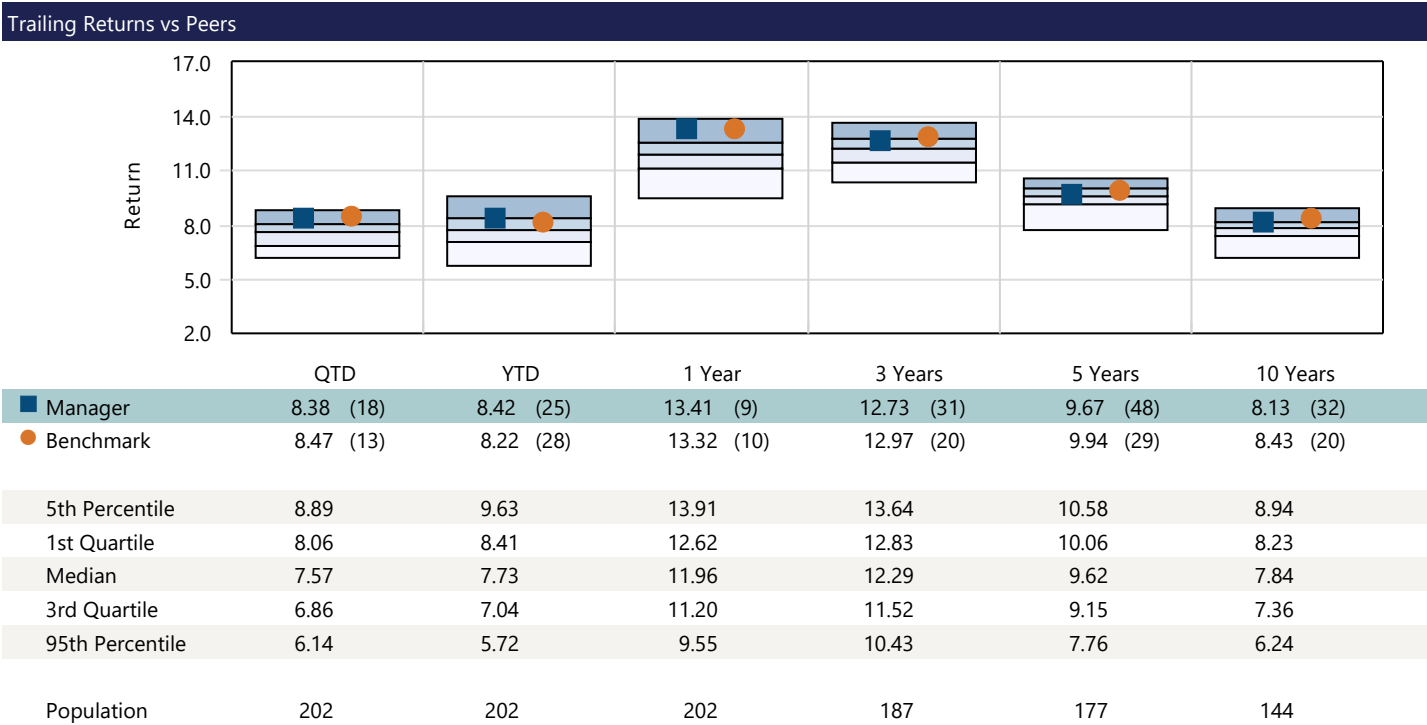 Trailing Returns vs Peers
17.0
14.0
11.0
8.0
5.0
2.0
Return
QTD YTD 1 Year 3 Years 5 Years 10 Years
Manager 8.38 (18) 8.42 (25) 13.41 (9) 12.73 (31) 9.67 (48) 8.13 (32)
Benchmark 8.47 (13) 8.22 (28) 13.32 (10) 12.97 (20) 9.94 (29) 8.43 (20)
5th Percentile 8.89 9.63 13.91 13.64 10.58 8.94
1st Quartile 8.06 8.41 12.62 12.83 10.06 8.23
Median 7.57 7.73 11.96 12.29 9.62 7.84
3rd Quartile 6.86 7.04 11.20 11.52 9.15 7.36
95th Percentile 6.14 5.72 9.55 10.43 7.76 6.24
Population 202 202 202 187 177 144